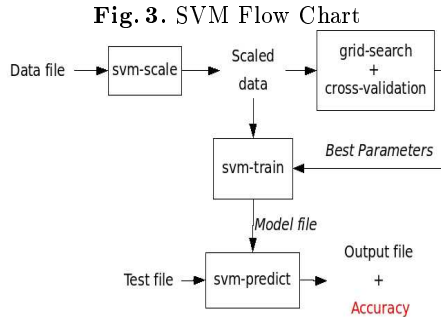 Fig. 3. SVM Flow Chart
Data file
svm-scale
Scaled
data
grid-search
+
cross-validation
Best Parameters
svm-train
Model file
Test file
svm-predict
Output file
+
Accuracy